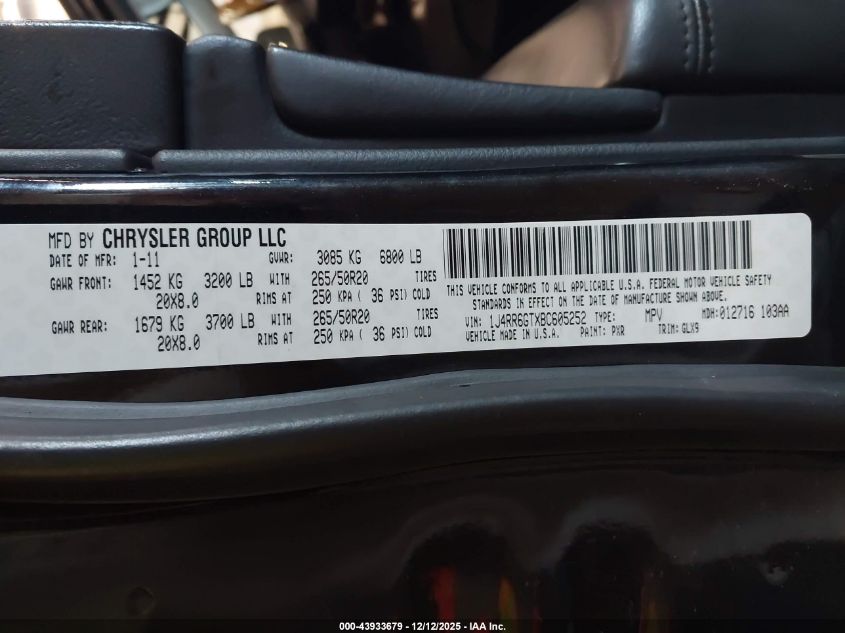 MFD BY CHRYSLER GROUP LLC
DATE OF MFR: 1-11 GVWR: 3085 KG 6800 LB
GAWR FRONT: 1452 KG 3200 LB WITH 265/50R20 TIRES
20X8.0 RIMS AT 250 KPA ( 36 PSI) COLD
GAWR REAR: 1679 KG 3700 LB WITH 265/50R20 TIRES
20X8.0 RIMS AT 250 KPA ( 36 PSI) COLD
THIS VEHICLE CONFORMS TO ALL APPLICABLE U.S.A. FEDERAL MOTOR VEHICLE SAFETY
STANDARDS IN EFFECT ON THE DATE OF MANUFACTURE SHOWN ABOVE.
VIN: 1J4RR6GTXBC605252 TYPE: MPV MDH:012716 103AA
VEHICLE MADE IN U.S.A. PAINT: PXR TRIM: GLX9
000-43933679 - 12/12/2025 - IAA Inc.